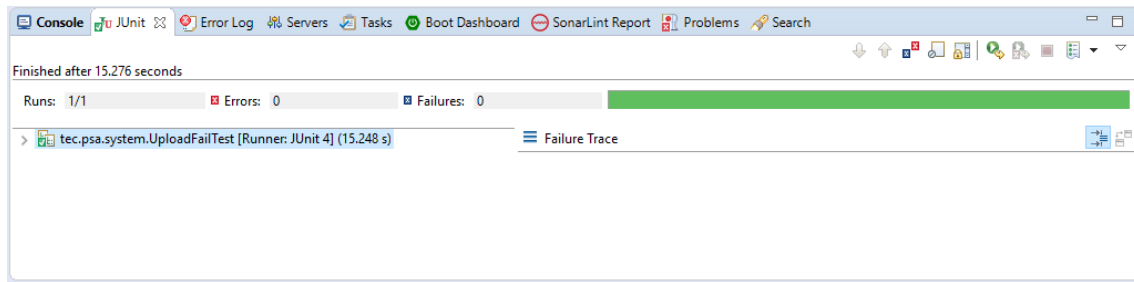 Console JUnit Error Log Servers Tasks Boot Dashboard SonarLint Report Problems Search
Finished after 15.276 seconds
Runs: 1/1 Errors: 0 Failures: 0
tec.psa.system.UploadFailTest [Runner: JUnit 4] (15.248 s) Failure Trace